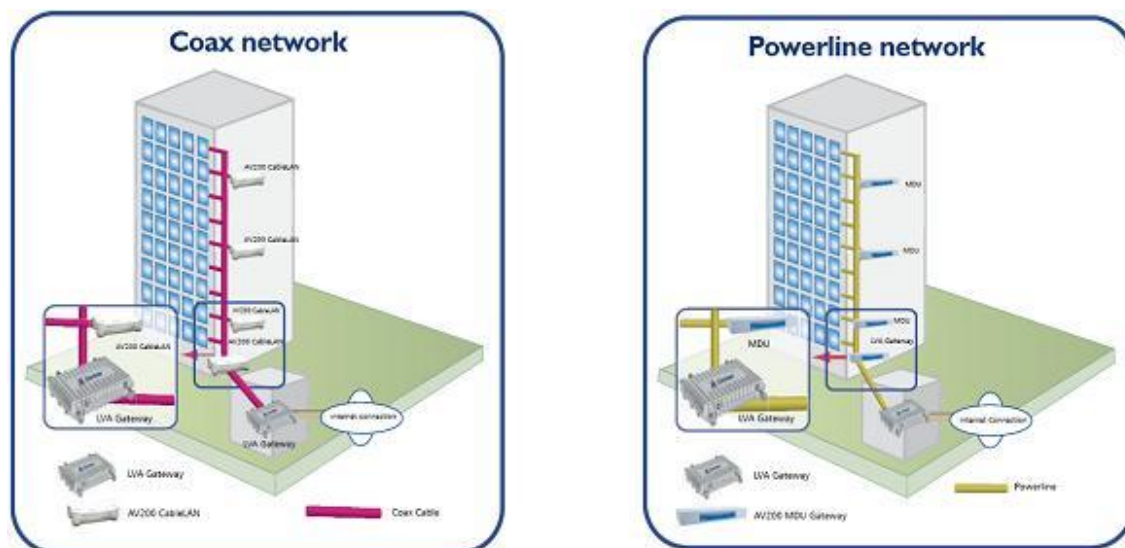 Coax network
AV200 CableLAN
AV200 CableLAN
AV200 CableLAN
AV200 CableLAN
AV200 CableLAN
LVA Gateway
LVA Gateway
Internet connection
LVA Gateway
AV200 CableLAN
Coax Cable
Powerline network
MDU
MDU
MDU
LVA Gateway
MDU
LVA Gateway
LVA Gateway
Internet Connection
LVA Gateway
Powerline
AV200 MDU Gateway